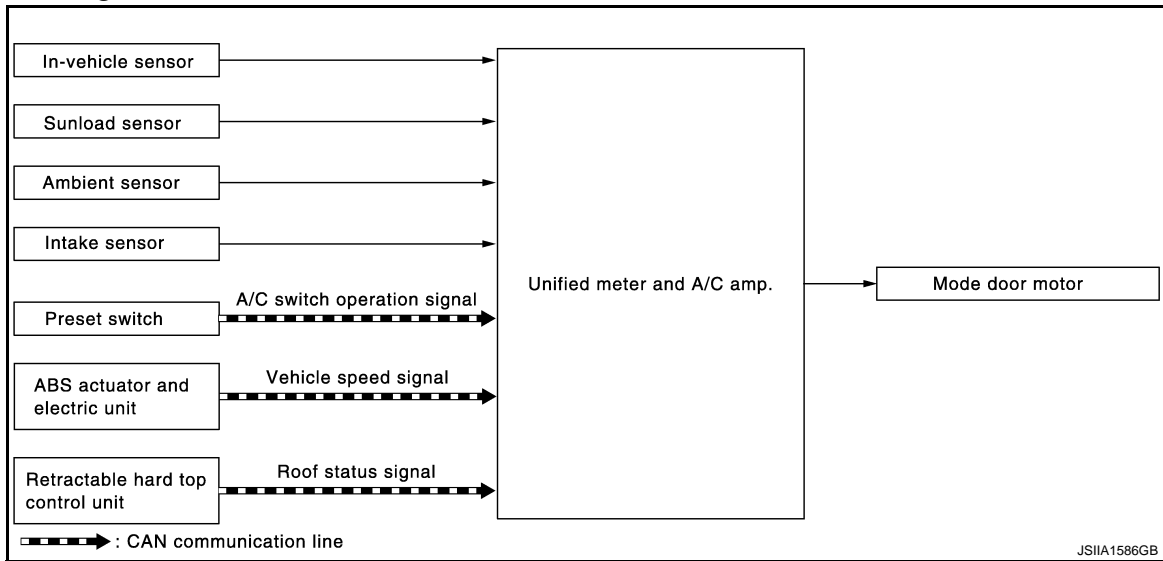 In-vehicle sensor
Sunload sensor
Ambient sensor
Intake sensor
Preset switch
A/C switch operation signal
ABS actuator and
electric unit
Vehicle speed signal
Retractable hard top
control unit
Roof status signal
Unified meter and A/C amp.
Mode door motor
: CAN communication line
JSIIA1586GB